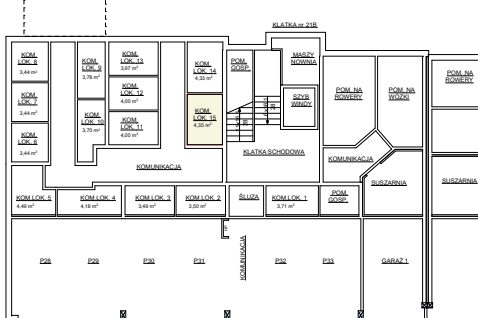 KLATKA nr 21B
KOM.
LOK. 8
3,44 m²
KOM.
LOK. 9
3,78 m²
KOM.
LOK. 13
3,97 m²
KOM.
LOK. 14
4,33 m²
POM.
GOSP.
MASZY
NOWNIA
POM. NA
ROWERY
POM. NA
WÓZKI
POM. NA
ROWERY
KOM.
LOK. 7
3,44 m²
KOM.
LOK. 12
4,00 m²
SZYB
WINDY
KOM.
LOK. 10
3,70 m²
KOM.
LOK. 11
4,00 m²
KOM.
LOK. 15
4,35 m²
KOM.
LOK. 6
3,44 m²
KLATKA SCHODOWA
KOMUNIKACJA
KOMUNIKACJA
SUSZARNIA
SUSZARNIA
KOM.LOK. 5
4,49 m²
KOM.LOK. 4
4,18 m²
KOM.LOK. 3
3,49 m²
KOM.LOK. 2
3,50 m²
ŚLUZA
KOM.LOK. 1
3,71 m²
POM.
GOSP.
P28
P29
P30
P31
KOMUNIKACJA
P32
P33
GARAŻ 1